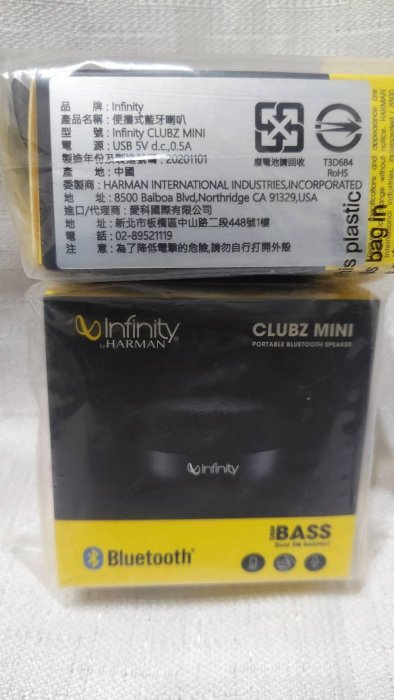 品 牌 : Infinity
產品名稱 : 便攜式藍牙喇叭
型 號 : Infinity CLUBZ MINI
電 源 : USB 5V d.c.,0.5A
製造年份及製造號碼 : 20201101
產 地 : 中國
委製商 : HARMAN INTERNATIONAL INDUSTRIES,INCORPORATED
地 址 : 8500 Balboa Blvd,Northridge CA 91329,USA
進口/代理商 : 愛科國際有限公司
地 址 : 新北市板橋區中山路二段448號1樓
電 話 : 02-89521119
注 意 : 為了降低電擊的危險,請勿自行打開外殼
廢電池請回收
T3D684
RoHS
plastic
bag in
Infinity
by HARMAN
CLUBZ MINI
PORTABLE BLUETOOTH SPEAKER
Infinity
DEEP
BASS
Dual EQ Solution
Bluetooth